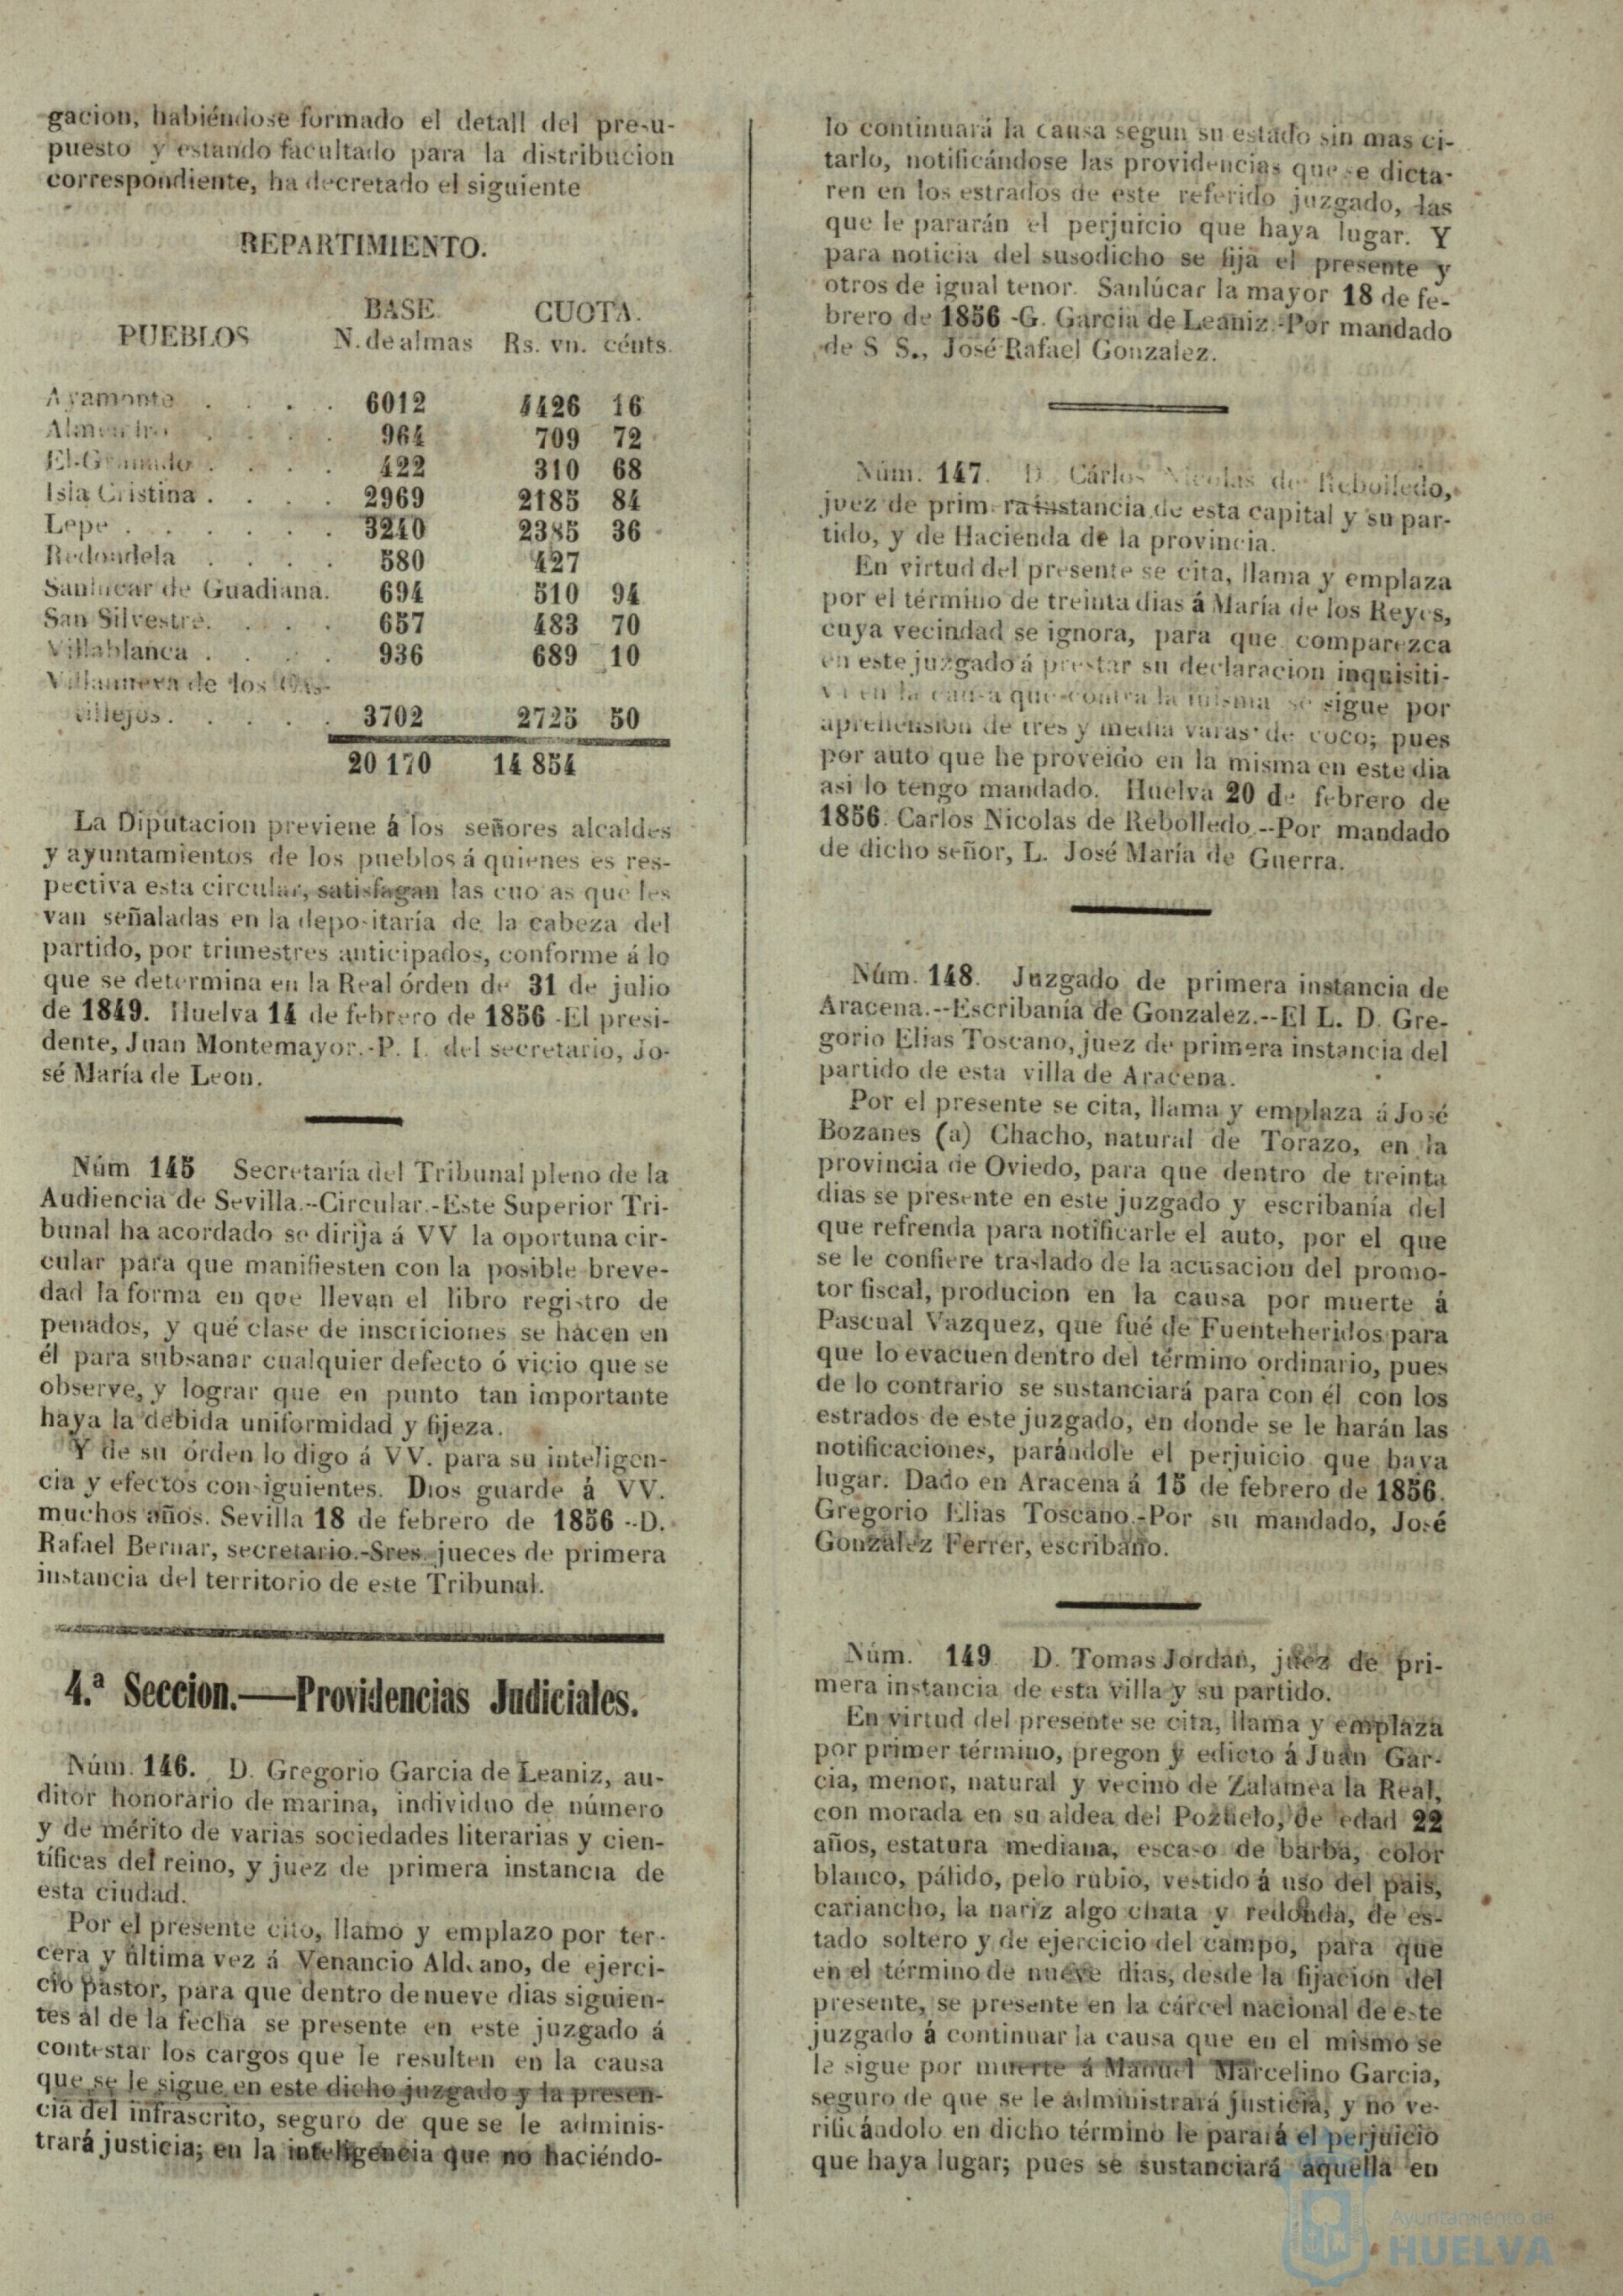 gacion, habiéndose formado el detall del presu-
puesto y estando facultado para la distribucion
correspondiente, ha decretado el siguiente
REPARTIMIENTO.
PUEBLOS BASE N. de almas CUOTA. Rs. vn. cénts.
Ayamonte . . . . 6012 4426 16
Almendro . . . . 964 709 72
El-Granado . . . . 422 310 68
Isla Cristina . . . . 2969 2185 84
Lepe . . . . . . . 3240 2385 36
Redondela . . . . 580 427
Sanlucar de Guadiana. 694 510 94
San Silvestre. . . . . 657 483 70
Villablanca . . . . 936 689 10
Villanueva de los Cas-
tillejos. . . . . . 3702 2725 50
20 170 14 854
La Diputacion previene á los señores alcaldes
y ayuntamientos de los pueblos á quienes es res-
pectiva esta circular, satisfagan las cuo as que les
van señaladas en la depositaría de la cabeza del
partido, por trimestres anticipados, conforme á lo
que se determina en la Real órden de 31 de julio
de 1849. Huelva 14 de febrero de 1856 -El presi-
dente, Juan Montemayor.-P. I. del secretario, Jo-
sé María de Leon.
Núm 145 Secretaría del Tribunal pleno de la
Audiencia de Sevilla.--Circular.-Este Superior Tri-
bunal ha acordado se dirija á VV la oportuna cir-
cular para que manifiesten con la posible breve-
dad la forma en que llevan el libro registro de
penados, y qué clase de inscriciones se hacen en
él para subsanar cualquier defecto ó vicio que se
observe, y lograr que en punto tan importante
haya la debida uniformidad y fijeza.
Y de su órden lo digo á VV. para su inteligen-
cia y efectos consiguientes. Dios guarde á VV.
muchos años. Sevilla 18 de febrero de 1856 --D.
Rafael Bernar, secretario.-Sres. jueces de primera
instancia del territorio de este Tribunal.
4.ª Seccion.—Providencias Judiciales.
Núm. 146. D. Gregorio Garcia de Leaniz, au-
ditor honorario de marina, individuo de número
y de mérito de varias sociedades literarias y cien-
tíficas del reino, y juez de primera instancia de
esta ciudad.
Por el presente cito, llamo y emplazo por ter-
cera y última vez á Venancio de ejerci-
cio pastor, para que dentro de nueve dias siguien-
tes al de la fecha se presente en este juzgado á
contestar los cargos que le resulten en la causa
que se le sigue en este dicho juzgado y la presen-
cia del infrascrito, seguro de que se le adminis-
trará justicia; en la inteligencia que no haciéndo-
lo continuará la causa segun su estado sin mas ci-
tarlo, notificándose las providencias que se dicta-
ren en los estrados de este referido juzgado, las
que le pararán el perjuicio que haya lugar. Y
para noticia del susodicho se fija el presente y
otros de igual tenor. Sanlúcar la mayor 18 de fe-
brero de 1856 -G. Garcia de Leaniz.-Por mandado
de S S., José Rafael Gonzalez.
Núm. 147. D. Cárlos Nicolas de Rebolledo,
juez de primera instancia de esta capital y su par-
tido, y de Hacienda de la provincia.
En virtud del presente se cita, llama y emplaza
por el término de treinta dias á María de los Reyes,
cuya vecindad se ignora, para que comparezca
en este juzgado á prestar su declaracion inquisiti-
va en la causa que contra la misma se sigue por
aprehension de tres y media varas de coco; pues
por auto que he proveido en la misma en este dia
asi lo tengo mandado. Huelva 20 de febrero de
1856. Carlos Nicolas de Rebolledo.--Por mandado
de dicho señor, L. José María de Guerra.
Núm. 148. Juzgado de primera instancia de
Aracena.--Escribanía de Gonzalez.--El L. D. Gre-
gorio Elias Toscano, juez de primera instancia del
partido de esta villa de Aracena.
Por el presente se cita, llama y emplaza á José
Bozanes (a) Chacho, natural de Torazo, en la
provincia de Oviedo, para que dentro de treinta
dias se presente en este juzgado y escribanía del
que refrenda para notificarle el auto, por el que
se le confiere traslado de la acusacion del promo-
tor fiscal, producion en la causa por muerte á
Pascual Vazquez, que fué de Fuenteheridos para
que lo evacuen dentro del término ordinario, pues
de lo contrario se sustanciará para con él con los
estrados de este juzgado, en donde se le harán las
notificaciones, parándole el perjuicio que haya
lugar. Dado en Aracena á 15 de febrero de 1856.
Gregorio Elias Toscano.-Por su mandado, José
Gonzalez Ferrer, escribano.
Núm. 149. D. Tomas Jordan, juez de pri-
mera instancia de esta villa y su partido.
En virtud del presente se cita, llama y emplaza
por primer término, pregon y edicto á Juan Gar-
cia, menor, natural y vecino de Zalamea la Real,
con morada en su aldea del Pozuelo, de edad 22
años, estatura mediana, escaso de barba, color
blanco, pálido, pelo rubio, vestido á uso del pais,
cariancho, la nariz algo chata y redonda, de es-
tado soltero y de ejercicio del campo, para que
en el término de nueve dias, desde la fijacion del
presente, se presente en la cárcel nacional de este
juzgado á continuar la causa que en el mismo se
le sigue por muerte á Manuel Marcelino Garcia,
seguro de que se le administrará justicia, y no ve-
rificándolo en dicho término le parará el perjuicio
que haya lugar; pues se sustanciará aquella en
Ayuntamiento de
HUELVA